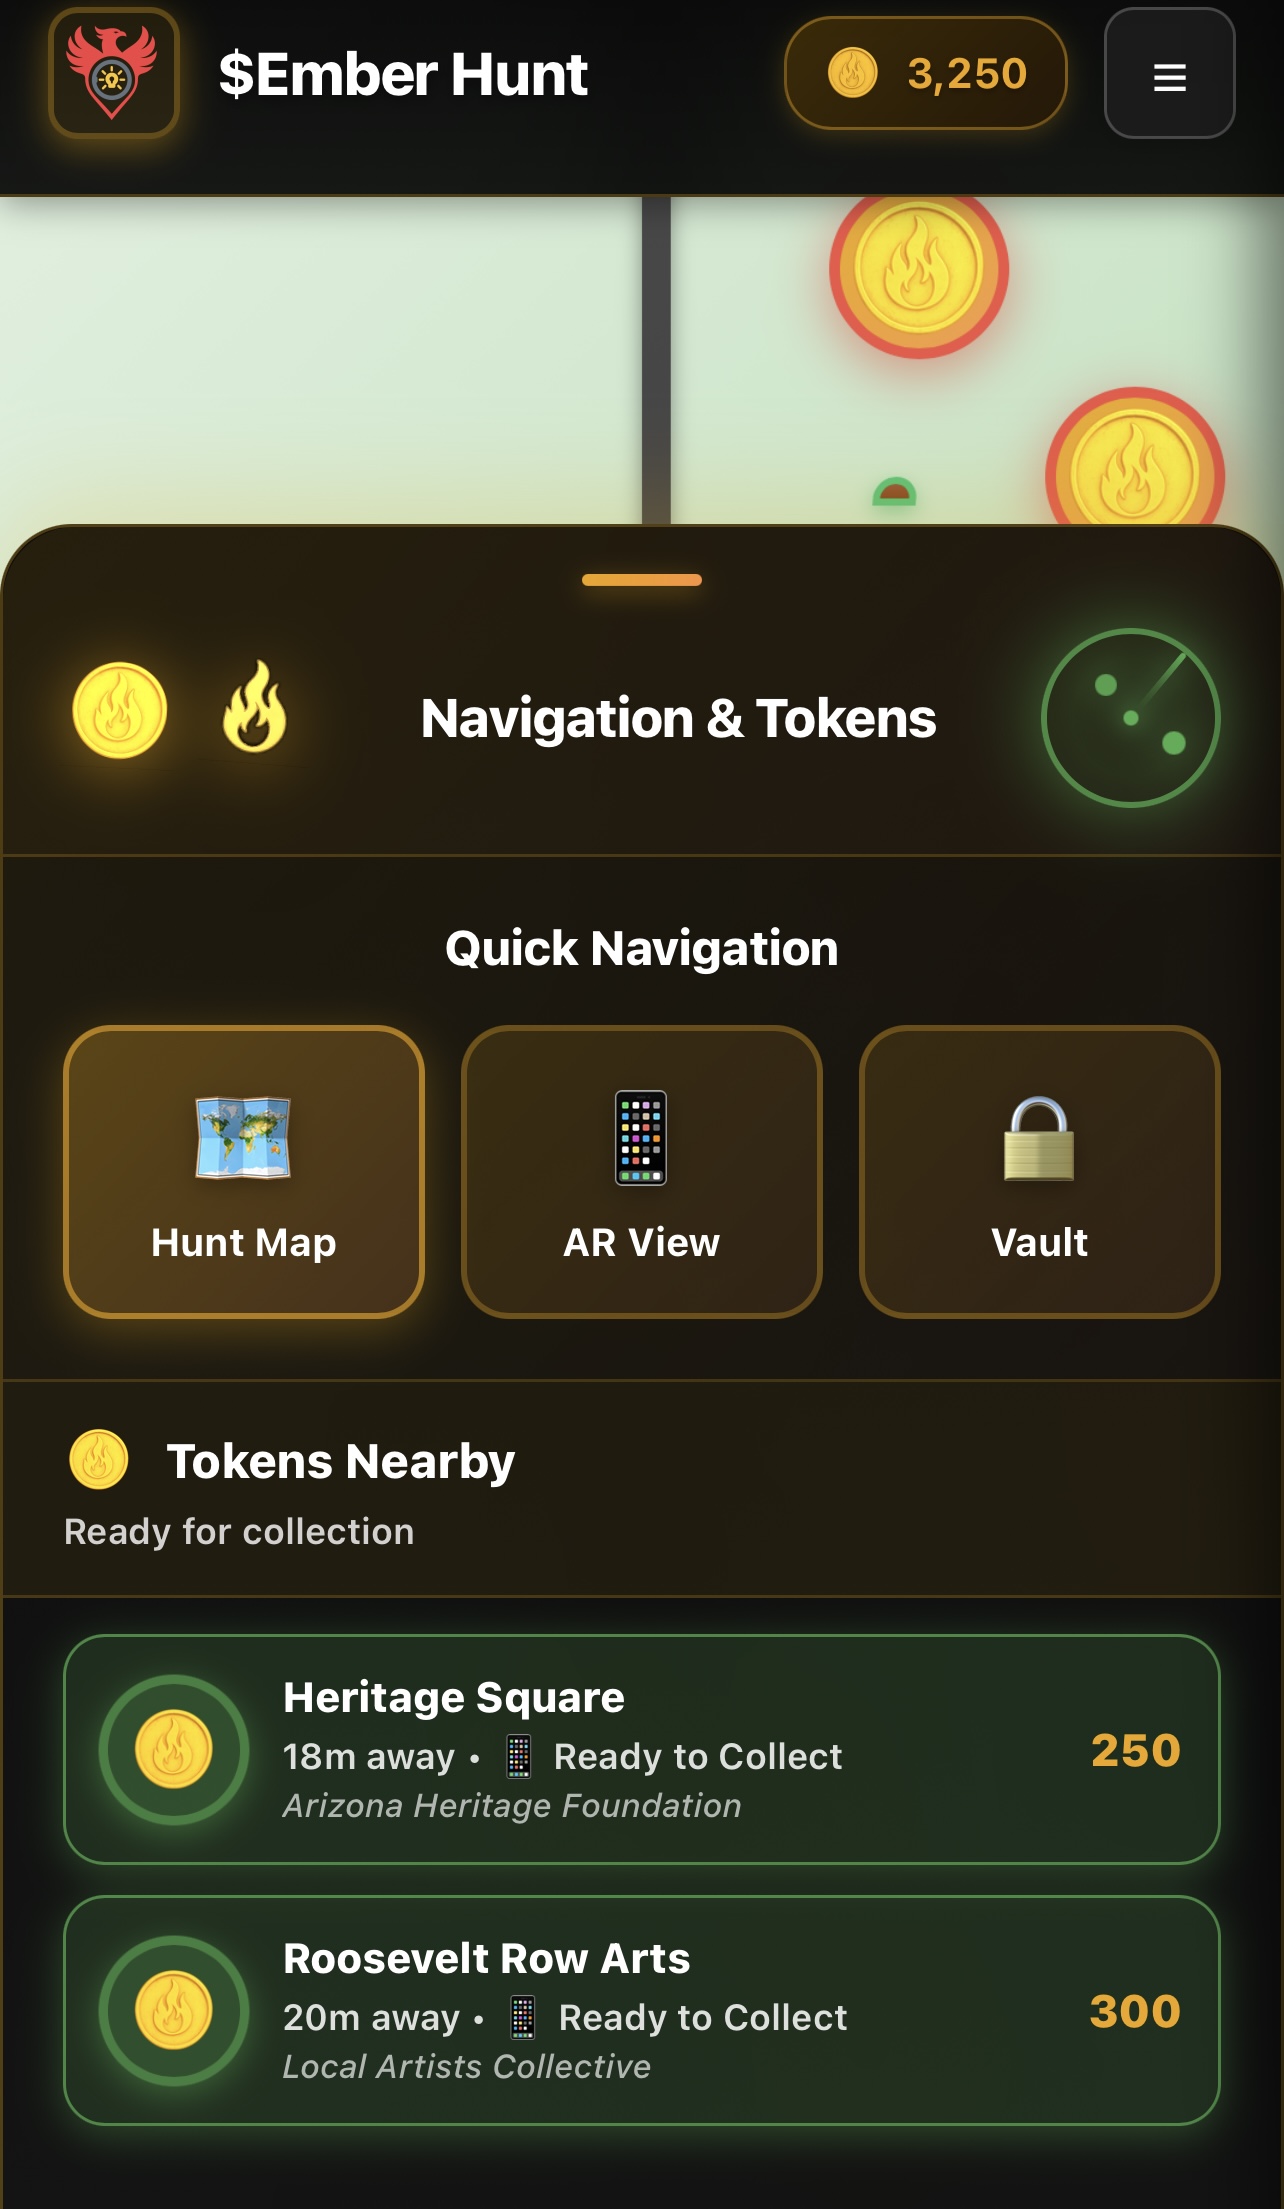 $Ember Hunt
3,250
Navigation & Tokens
Quick Navigation
Hunt Map
AR View
Vault
Tokens Nearby
Ready for collection
Heritage Square
18m away • Ready to Collect
Arizona Heritage Foundation
250
Roosevelt Row Arts
20m away • Ready to Collect
Local Artists Collective
300